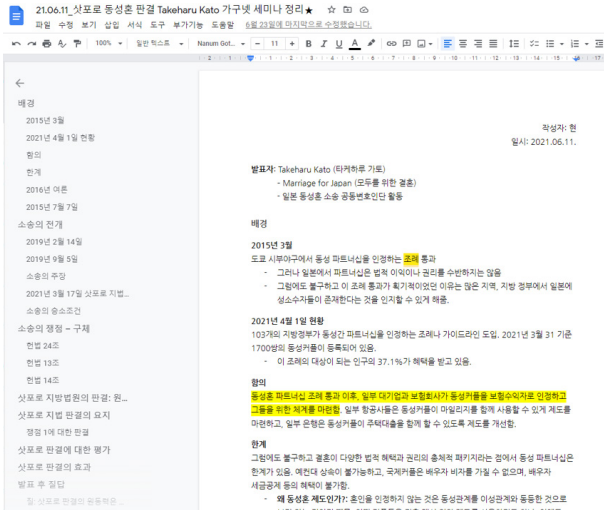 21.06.11_삿포로 동성혼 판결 Takeharu Kato 가구넷 세미나 정리★
파일 수정 보기 삽입 서식 도구 부가기능 도움말 6월 23일에 마지막으로 수정했습니다.
100% 일반 텍스트 Nanum Got... - 11 + B I U A
2 1 1 2 3 4 5 6 7 8 9 10 11 12 13 14 15 16 17
배경
2015년 3월
2021년 4월 1일 현황
함의
한계
2016년 여론
2015년 7월 7일
소송의 전개
2019년 2월 14일
2019년 9월 5일
소송의 주장
2021년 3월 17일 삿포로 지법...
소송의 승소조건
소송의 쟁점 – 구체
헌법 24조
헌법 13조
헌법 14조
삿포로 지방법원의 판결: 원...
삿포로 지법 판결의 요지
쟁점 1에 대한 판결
삿포로 판결에 대한 평가
삿포로 판결의 효과
발표 후 질답
작성자: 현
일시: 2021.06.11.
발표자: Takeharu Kato (타케하루 가토)
- Marriage for Japan (모두를 위한 결혼)
- 일본 동성혼 소송 공동변호인단 활동
배경
2015년 3월
도쿄 시부야구에서 동성 파트너십을 인정하는 조례 통과
- 그러나 일본에서 파트너십은 법적 이익이나 권리를 수반하지는 않음
- 그럼에도 불구하고 이 조례 통과가 획기적이었던 이유는 많은 지역, 지방 정부에서 일본에
성소수자들이 존재한다는 것을 인지할 수 있게 해줌.
2021년 4월 1일 현황
103개의 지방정부가 동성간 파트너십을 인정하는 조례나 가이드라인 도입. 2021년 3월 31 기준
1700쌍의 동성커플이 등록되어 있음.
- 이 조례의 대상이 되는 인구의 37.1%가 혜택을 받고 있음.
함의
동성혼 파트너십 조례 통과 이후, 일부 대기업과 보험회사가 동성커플을 보험수익자로 인정하고
그들을 위한 체계를 마련함. 일부 항공사들은 동성커플이 마일리지를 함께 사용할 수 있게 제도를
마련하고, 일부 은행은 동성커플이 주택대출을 함께 할 수 있도록 제도를 개선함.
한계
그럼에도 불구하고 결혼이 다양한 법적 혜택과 권리의 총체적 패키지라는 점에서 동성 파트너십은
한계가 있음. 예컨대 상속이 불가능하고, 국제커플은 배우자 비자를 가질 수 없으며, 배우자
세금공제 등의 혜택이 불가함.
- 왜 동성혼 제도인가?: 혼인을 인정하지 않는 것은 동성관계를 이성관계와 동등한 것으로